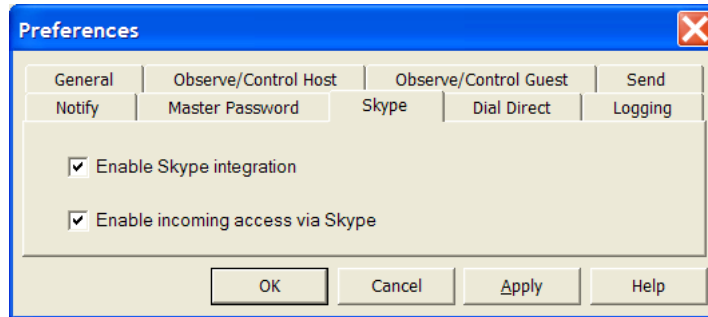 Preferences
General Observe/Control Host Observe/Control Guest Send
Notify Master Password Skype Dial Direct Logging
Enable Skype integration
Enable incoming access via Skype
OK Cancel Apply Help